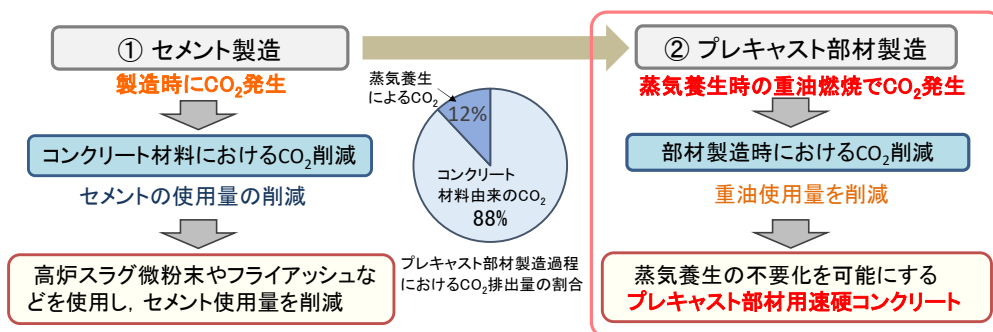 ① セメント製造
製造時にCO₂発生
コンクリート材料におけるCO₂削減
セメントの使用量の削減
高炉スラグ微粉末やフライアッシュな
どを使用し，セメント使用量を削減
蒸気養生
によるCO₂
12%
コンクリート
材料由来のCO₂
88%
プレキャスト部材製造過程
におけるCO₂排出量の割合
② プレキャスト部材製造
蒸気養生時の重油燃焼でCO₂発生
部材製造時におけるCO₂削減
重油使用量を削減
蒸気養生の不要化を可能にする
プレキャスト部材用速硬コンクリート